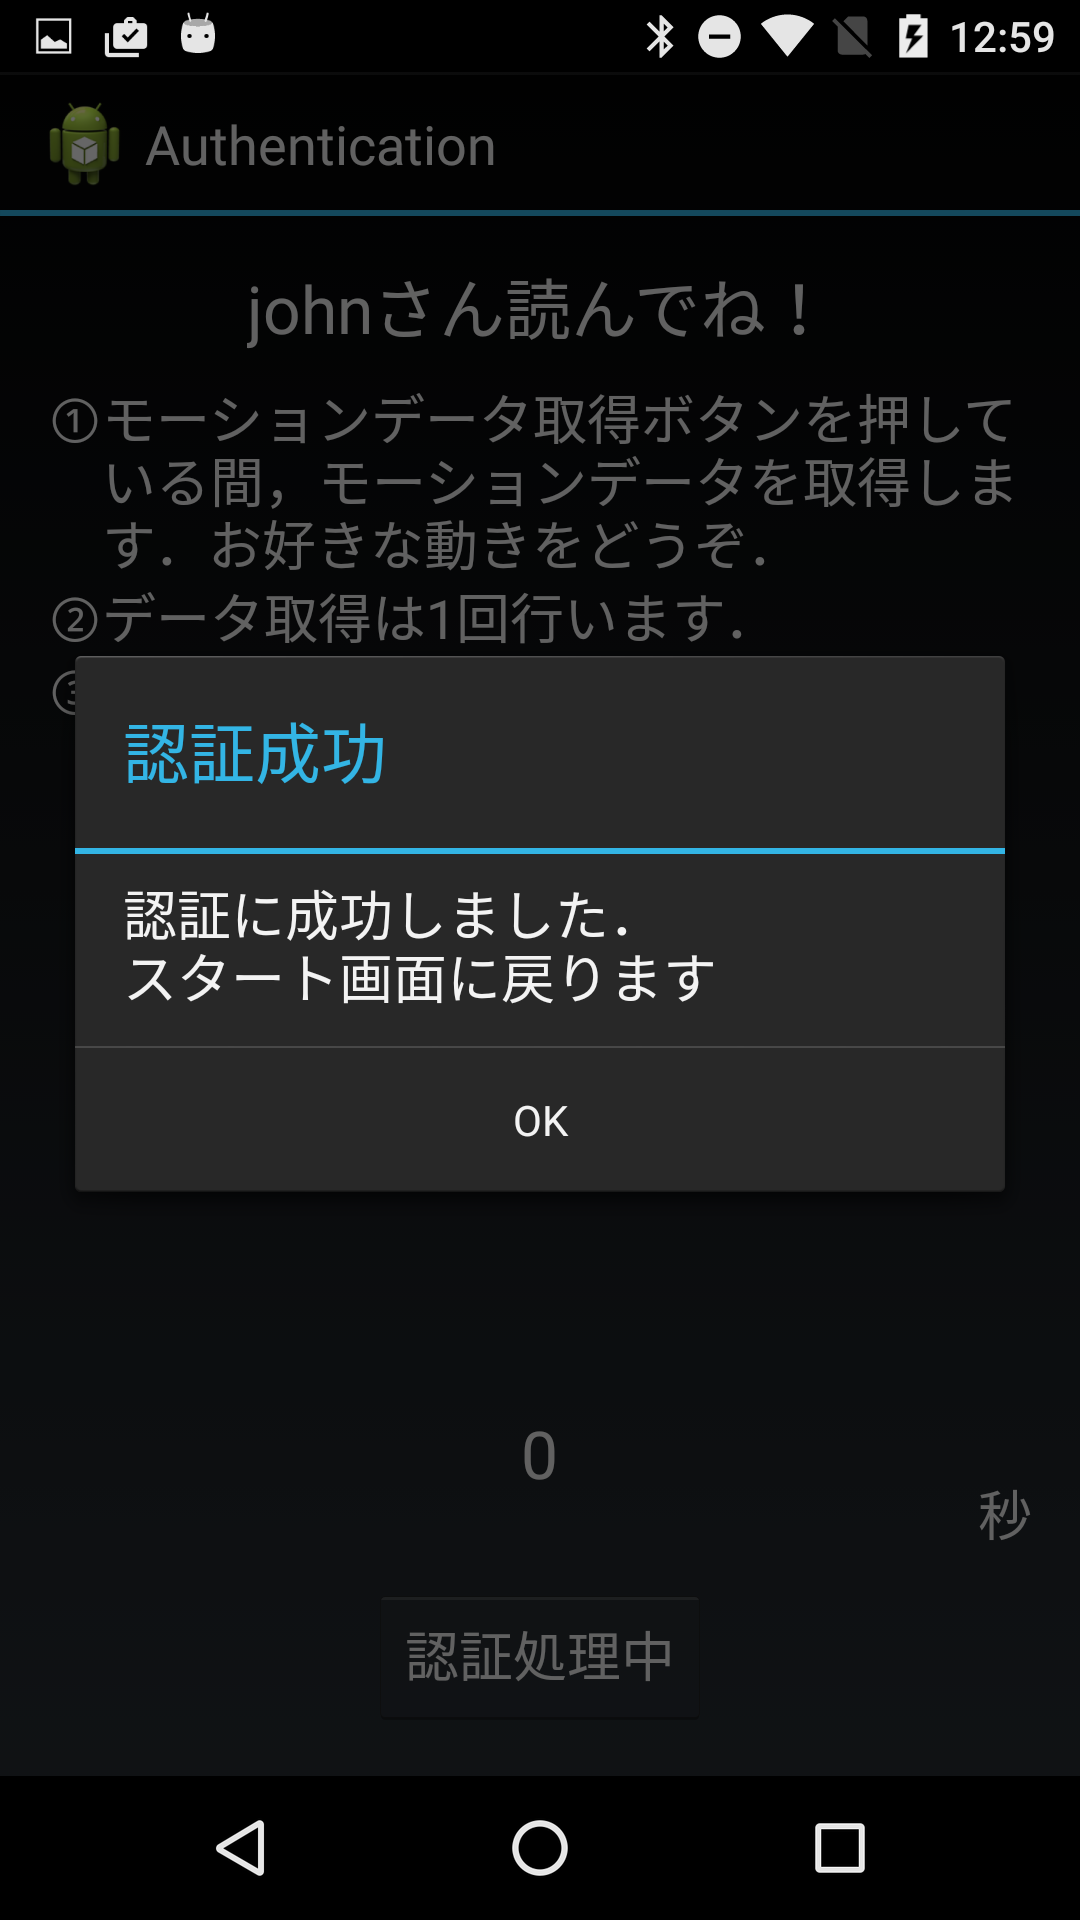 12:59
Authentication
johnさん読んでね！
①モーションデータ取得ボタンを押して
いる間，モーションデータを取得しま
す．お好きな動きをどうぞ．
②データ取得は1回行います．
認証成功
認証に成功しました．
スタート画面に戻ります
OK
0
秒
認証処理中